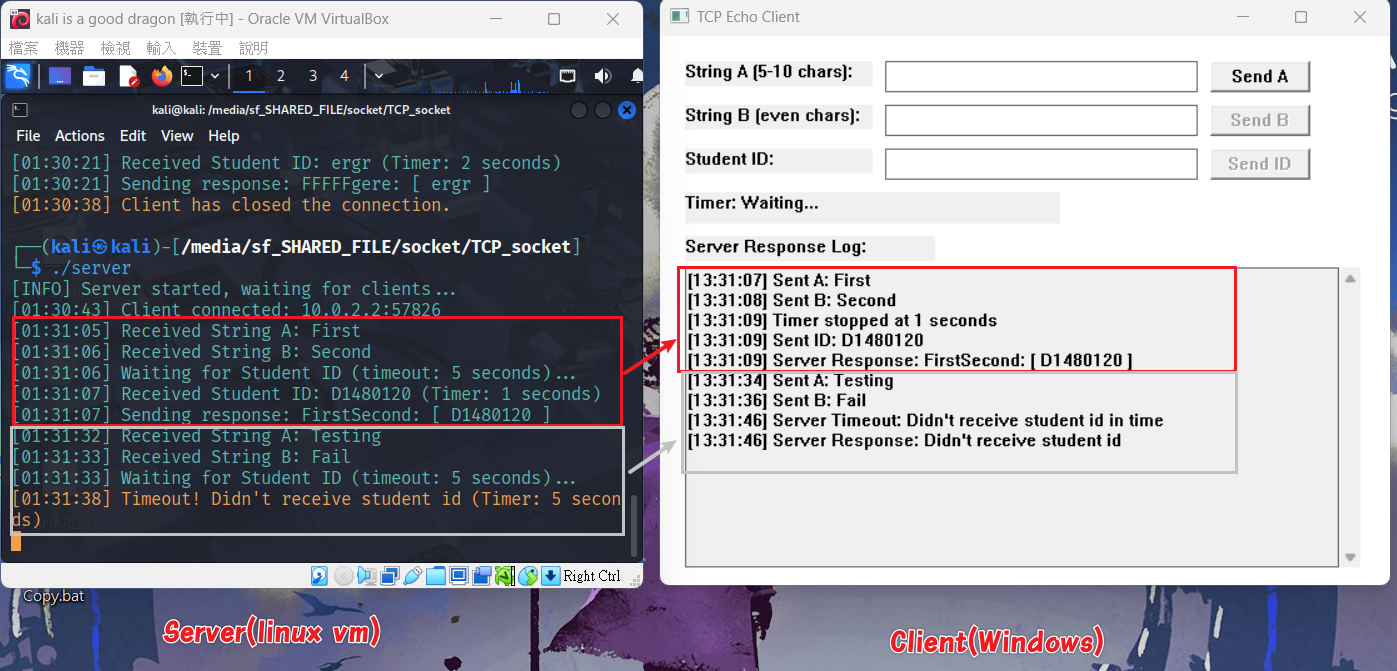 kali is a good dragon [執行中] - Oracle VM VirtualBox
檔案 機器 檢視 輸入 裝置 說明
1 2 3 4
kali@kali: /media/sf_SHARED_FILE/socket/TCP_socket
File Actions Edit View Help
[01:30:21] Received Student ID: ergr (Timer: 2 seconds)
[01:30:21] Sending response: FFFFFgere: [ ergr ]
[01:30:38] Client has closed the connection.
(kali㉿kali)-[/media/sf_SHARED_FILE/socket/TCP_socket]
$ ./server
[INFO] Server started, waiting for clients...
[01:30:43] Client connected: 10.0.2.2:57826
[01:31:05] Received String A: First
[01:31:06] Received String B: Second
[01:31:06] Waiting for Student ID (timeout: 5 seconds)...
[01:31:07] Received Student ID: D1480120 (Timer: 1 seconds)
[01:31:07] Sending response: FirstSecond: [ D1480120 ]
[01:31:32] Received String A: Testing
[01:31:33] Received String B: Fail
[01:31:33] Waiting for Student ID (timeout: 5 seconds)...
[01:31:38] Timeout! Didn't receive student id (Timer: 5 secon
ds)
Right Ctrl
Copy.bat
Server(linux vm)
TCP Echo Client
String A (5-10 chars):
Send A
String B (even chars):
Send B
Student ID:
Send ID
Timer: Waiting...
Server Response Log:
[13:31:07] Sent A: First
[13:31:08] Sent B: Second
[13:31:09] Timer stopped at 1 seconds
[13:31:09] Sent ID: D1480120
[13:31:09] Server Response: FirstSecond: [ D1480120 ]
[13:31:34] Sent A: Testing
[13:31:36] Sent B: Fail
[13:31:46] Server Timeout: Didn't receive student id in time
[13:31:46] Server Response: Didn't receive student id
Client(Windows)